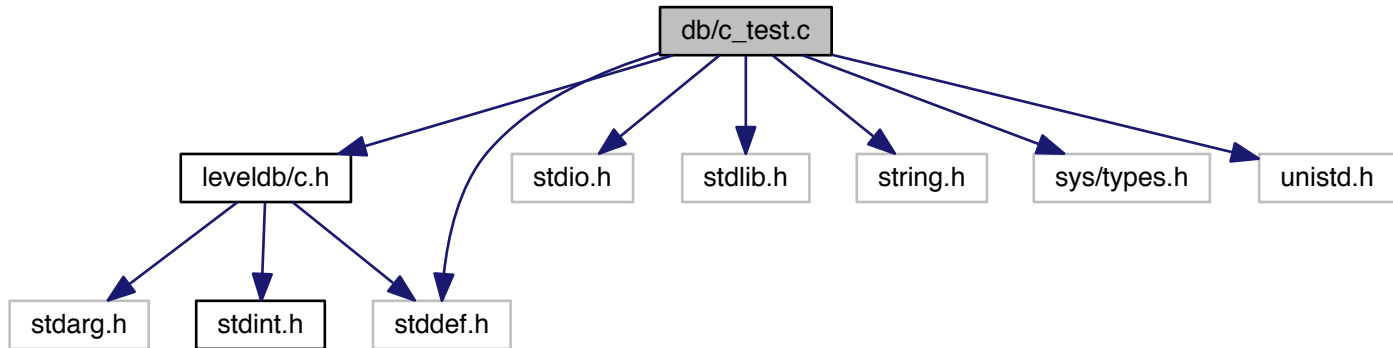 db/c_test.c
leveldb/c.h
stdio.h
stdlib.h
string.h
sys/types.h
unistd.h
stdarg.h
stdint.h
stddef.h